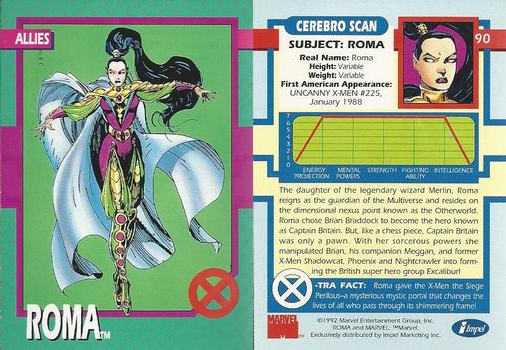 ALLIES
ROMA TM
CEREBRO SCAN
90
SUBJECT: ROMA
Real Name: Roma
Height: Variable
Weight: Variable
First American Appearance:
UNCANNY X-MEN #225,
January 1988
7
6
5
4
3
2
1
0
ENERGY PROJECTION
MENTAL POWERS
STRENGTH
FIGHTING ABILITY
INTELLIGENCE
The daughter of the legendary wizard Merlin, Roma
reigns as the guardian of the Multiverse and resides on
the dimensional nexus point known as the Otherworld.
Roma chose Brian Braddock to become the hero known
as Captain Britain. But, like a chess piece, Captain Britain
was only a pawn. With her sorcerous powers she
manipulated Brian, his companion Meggan, and former
X-Men Shadowcat, Phoenix and Nightcrawler into form-
ing the British super hero group Excalibur!
-TRA FACT: Roma gave the X-Men the Siege
Perilous–a mysterious mystic portal that changes the
lives of all who pass through its shimmering frame!
MARVEL
©1992 Marvel Entertainment Group, Inc.
ROMA and MARVEL: TM Marvel.
Exclusively distributed by Impel Marketing Inc.
Impel